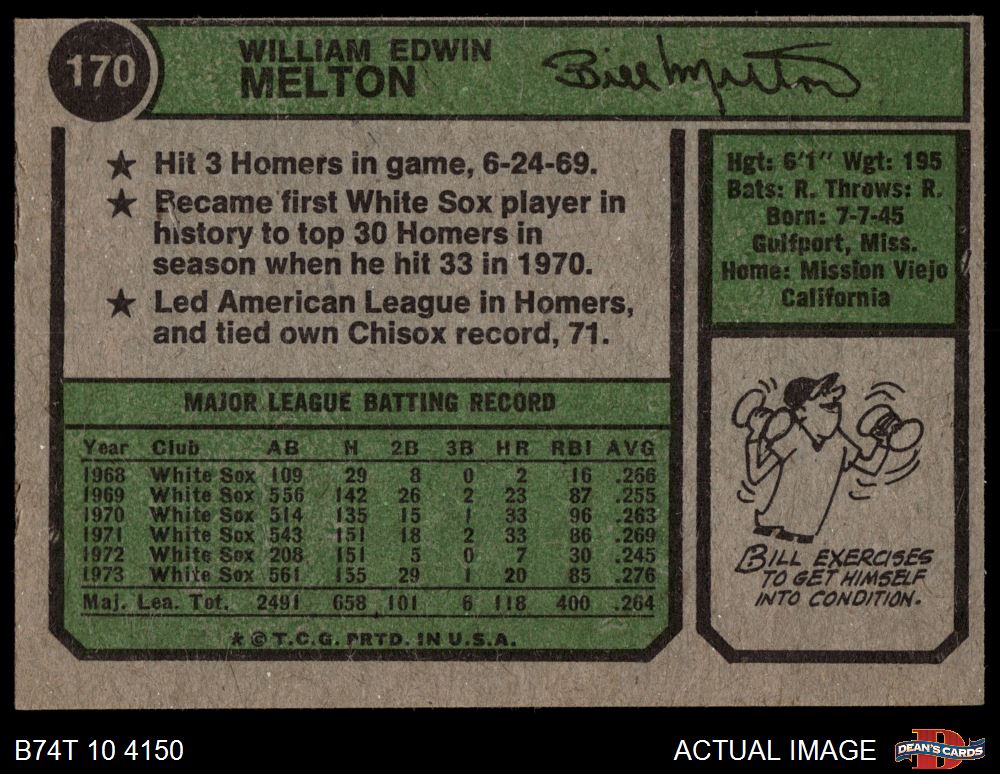 170
WILLIAM EDWIN
MELTON
Bill Melton
★ Hit 3 Homers in game, 6-24-69.
★ Became first White Sox player in
history to top 30 Homers in
season when he hit 33 in 1970.
★ Led American League in Homers,
and tied own Chisox record, 71.
Hgt: 6'1" Wgt: 195
Bats: R. Throws: R.
Born: 7-7-45
Gulfport, Miss.
Home: Mission Viejo
California
MAJOR LEAGUE BATTING RECORD
Year Club AB H 2B 3B HR RBI AVG
1968 White Sox 109 29 8 0 2 16 .266
1969 White Sox 556 142 26 2 23 87 .255
1970 White Sox 514 135 15 1 33 96 .263
1971 White Sox 543 151 18 2 33 86 .269
1972 White Sox 208 151 5 0 7 30 .245
1973 White Sox 561 155 29 1 20 85 .276
Maj. Lea. Tot. 2491 658 101 6 118 400 .264
* © T.C.G. PRTD. IN U.S.A.
BILL EXERCISES
TO GET HIMSELF
INTO CONDITION.
B74T 10 4150
ACTUAL IMAGE
D
DEAN'S CARDS